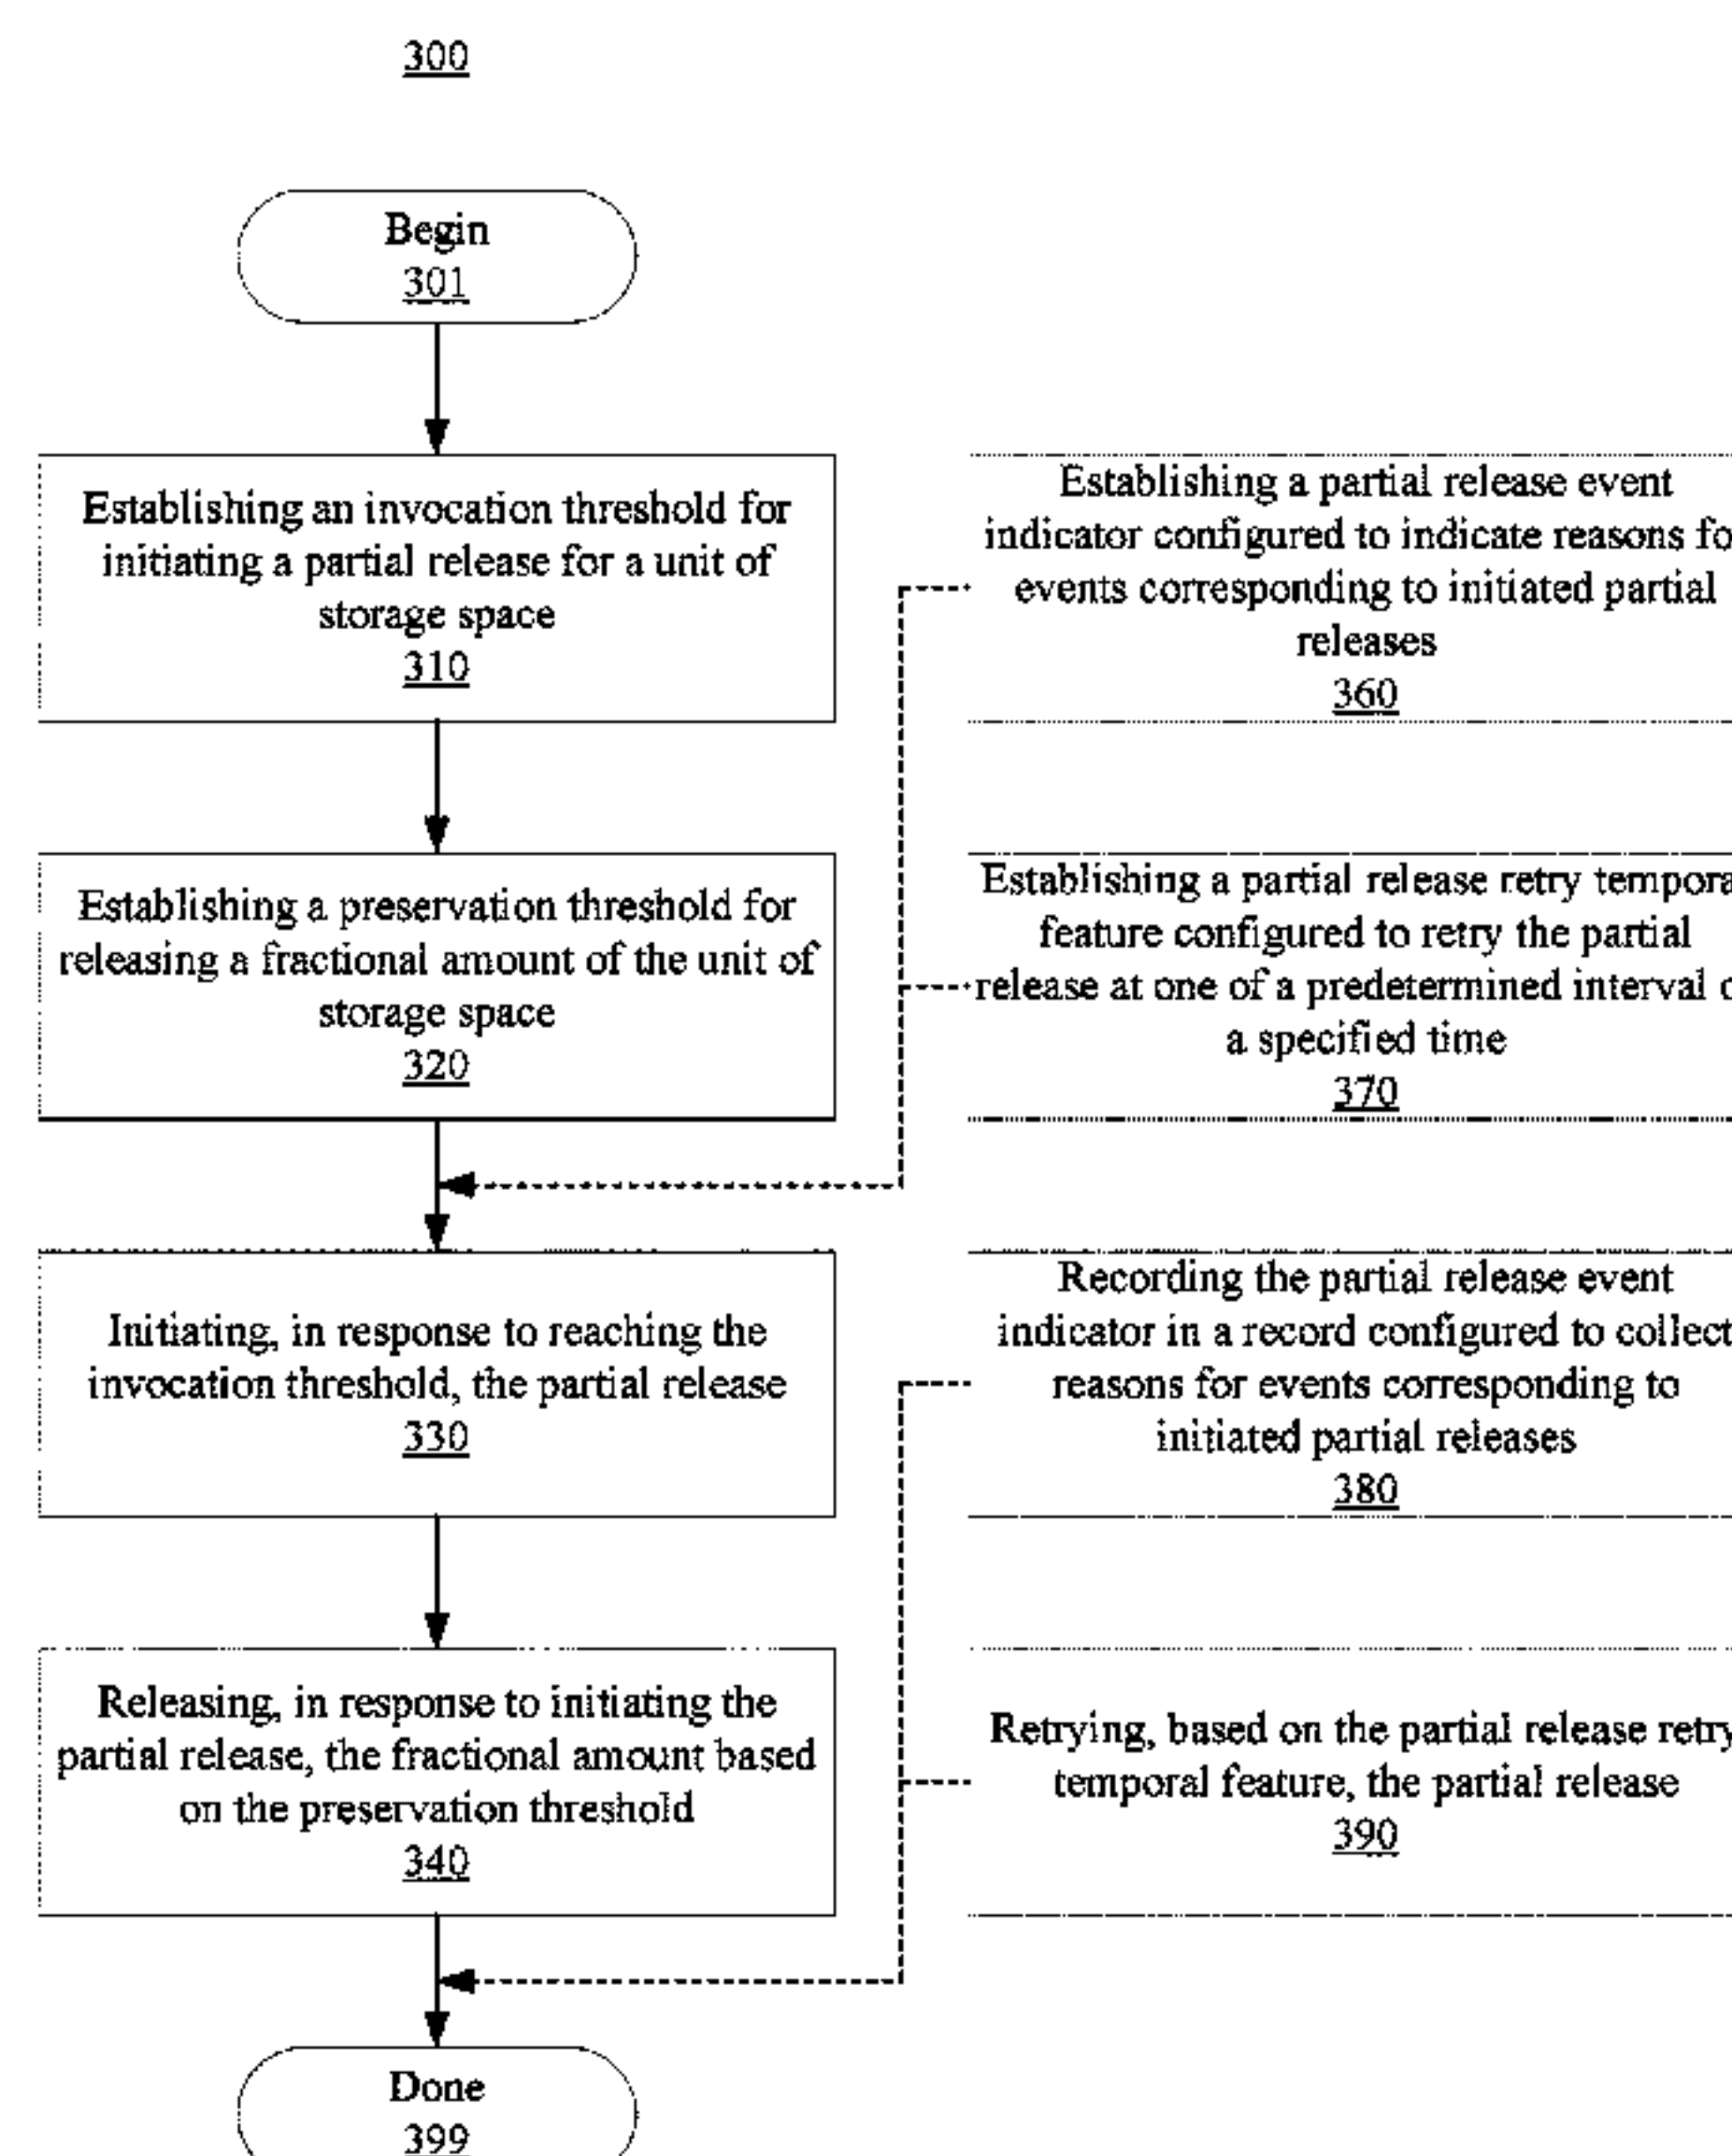 300
Begin
301
Establishing an invocation threshold for
initiating a partial release for a unit of
storage space
310
Establishing a preservation threshold for
releasing a fractional amount of the unit of
storage space
320
Initiating, in response to reaching the
invocation threshold, the partial release
330
Releasing, in response to initiating the
partial release, the fractional amount based
on the preservation threshold
340
Done
399
Establishing a partial release event
indicator configured to indicate reasons
events corresponding to initiated partial
releases
360
Establishing a partial release retry
feature configured to retry the partial
release at one of a predetermined interval
a specified time
370
Recording the partial release event
indicator in a record configured to collect
reasons for events corresponding to
initiated partial releases
380
Retrying, based on the partial release retry
temporal feature, the partial release
390